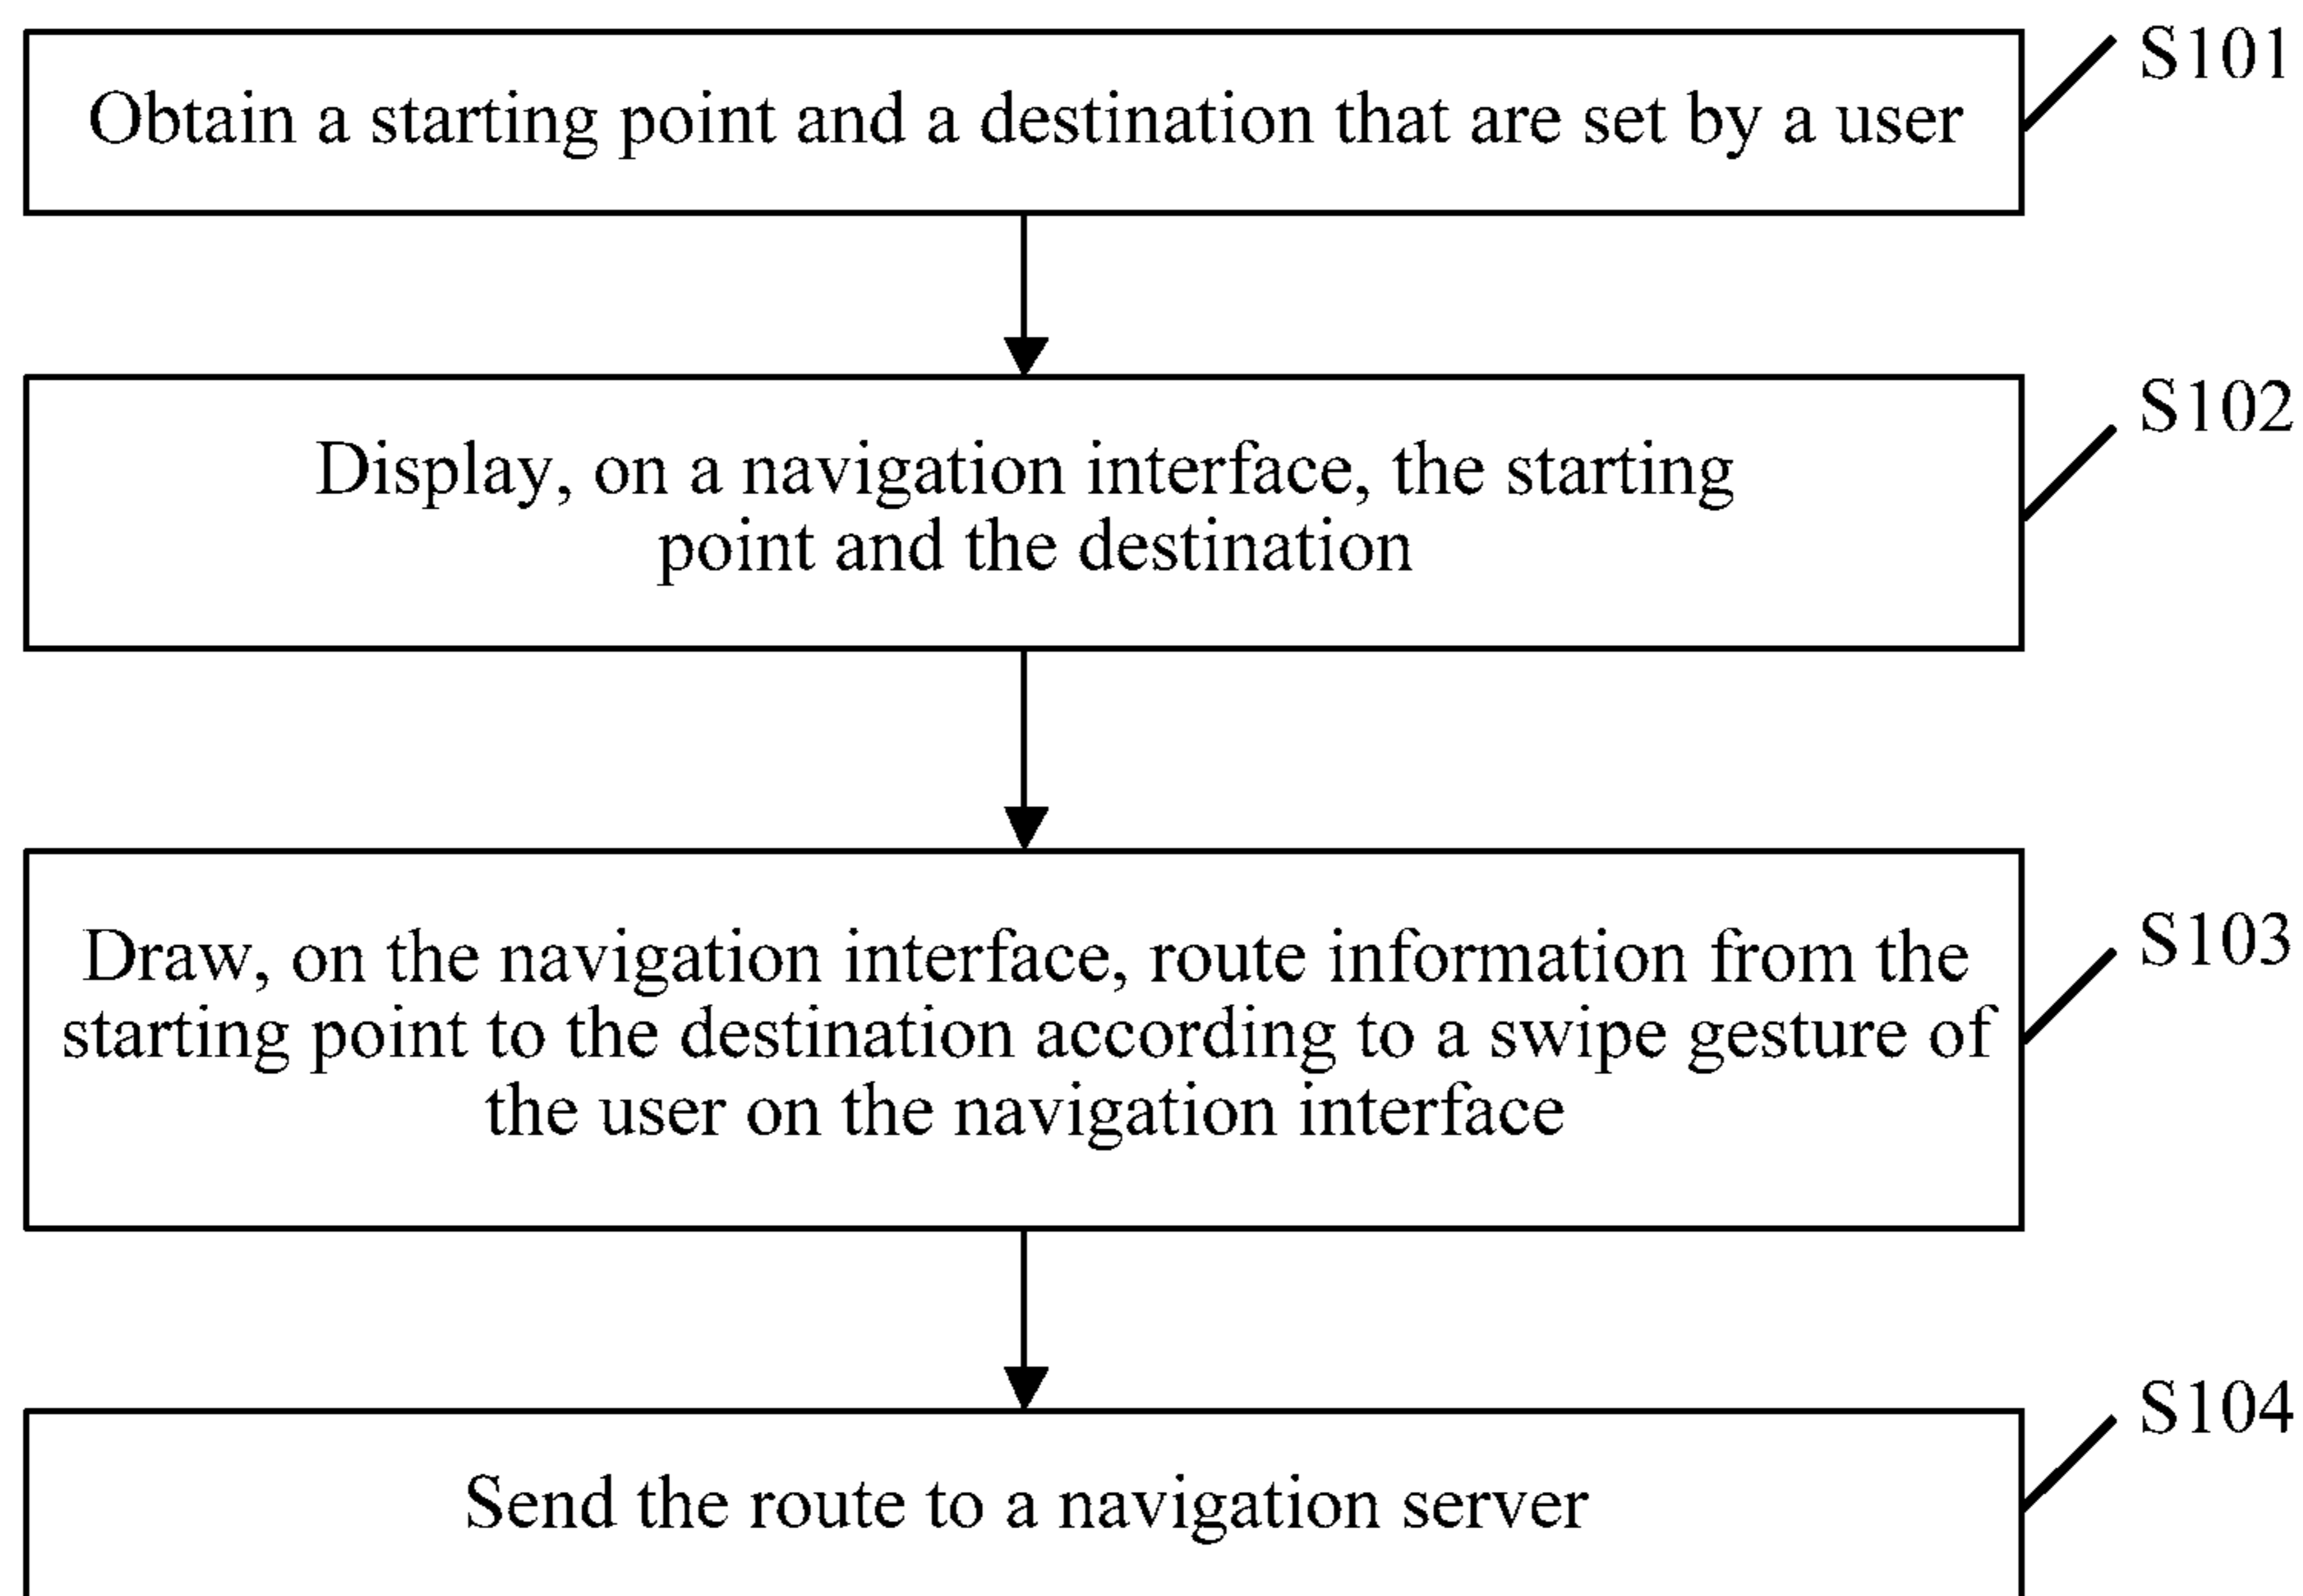 S101
Obtain a starting point and a destination that are set by a user
S102
Display, on a navigation interface, the starting
point and the destination
S103
Draw, on the navigation interface, route information from the
starting point to the destination according to a swipe gesture of
the user on the navigation interface
S104
Send the route to a navigation server